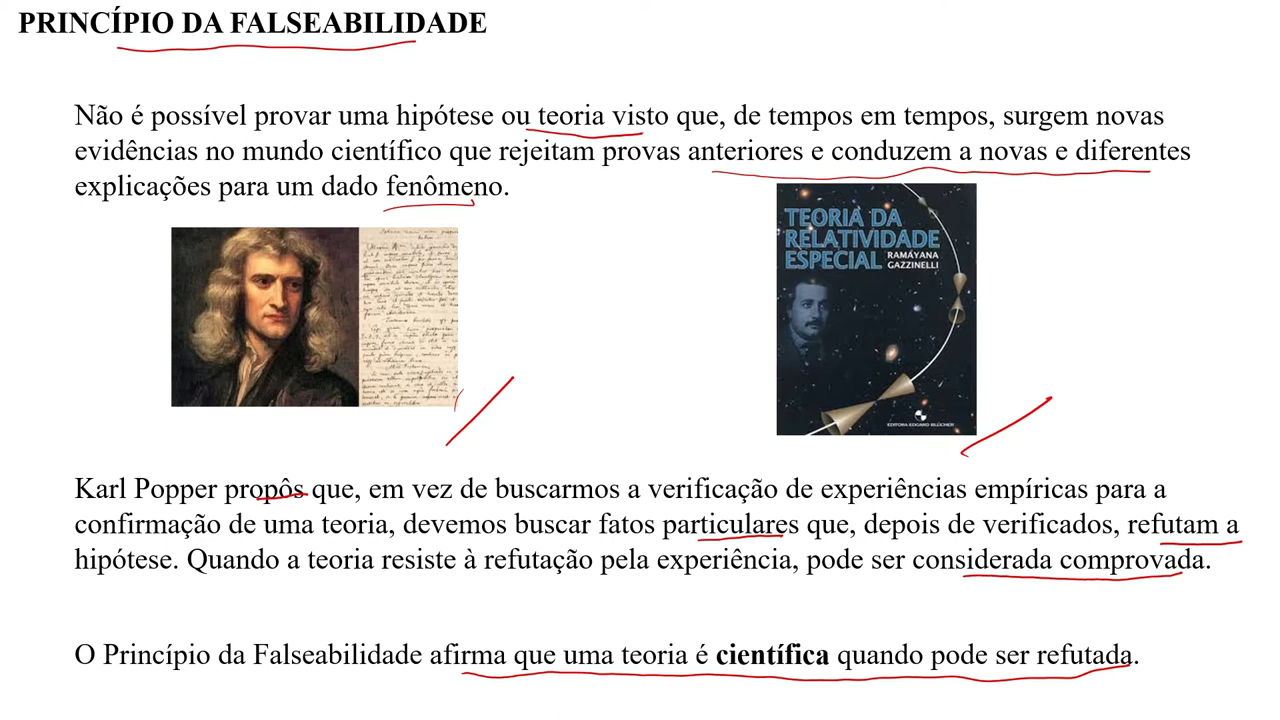 PRINCÍPIO DA FALSEABILIDADE
Não é possível provar uma hipótese ou teoria visto que, de tempos em tempos, surgem novas
evidências no mundo científico que rejeitam provas anteriores e conduzem a novas e diferentes
explicações para um dado fenômeno.
TEORIA DA
RELATIVIDADE
ESPECIAL
RAMAYANA
GAZZINELLI
EDITORA EDGARD BLÜCHER
Karl Popper propôs que, em vez de buscarmos a verificação de experiências empíricas para a
confirmação de uma teoria, devemos buscar fatos particulares que, depois de verificados, refutam a
hipótese. Quando a teoria resiste à refutação pela experiência, pode ser considerada comprovada.
O Princípio da Falseabilidade afirma que uma teoria é científica quando pode ser refutada.